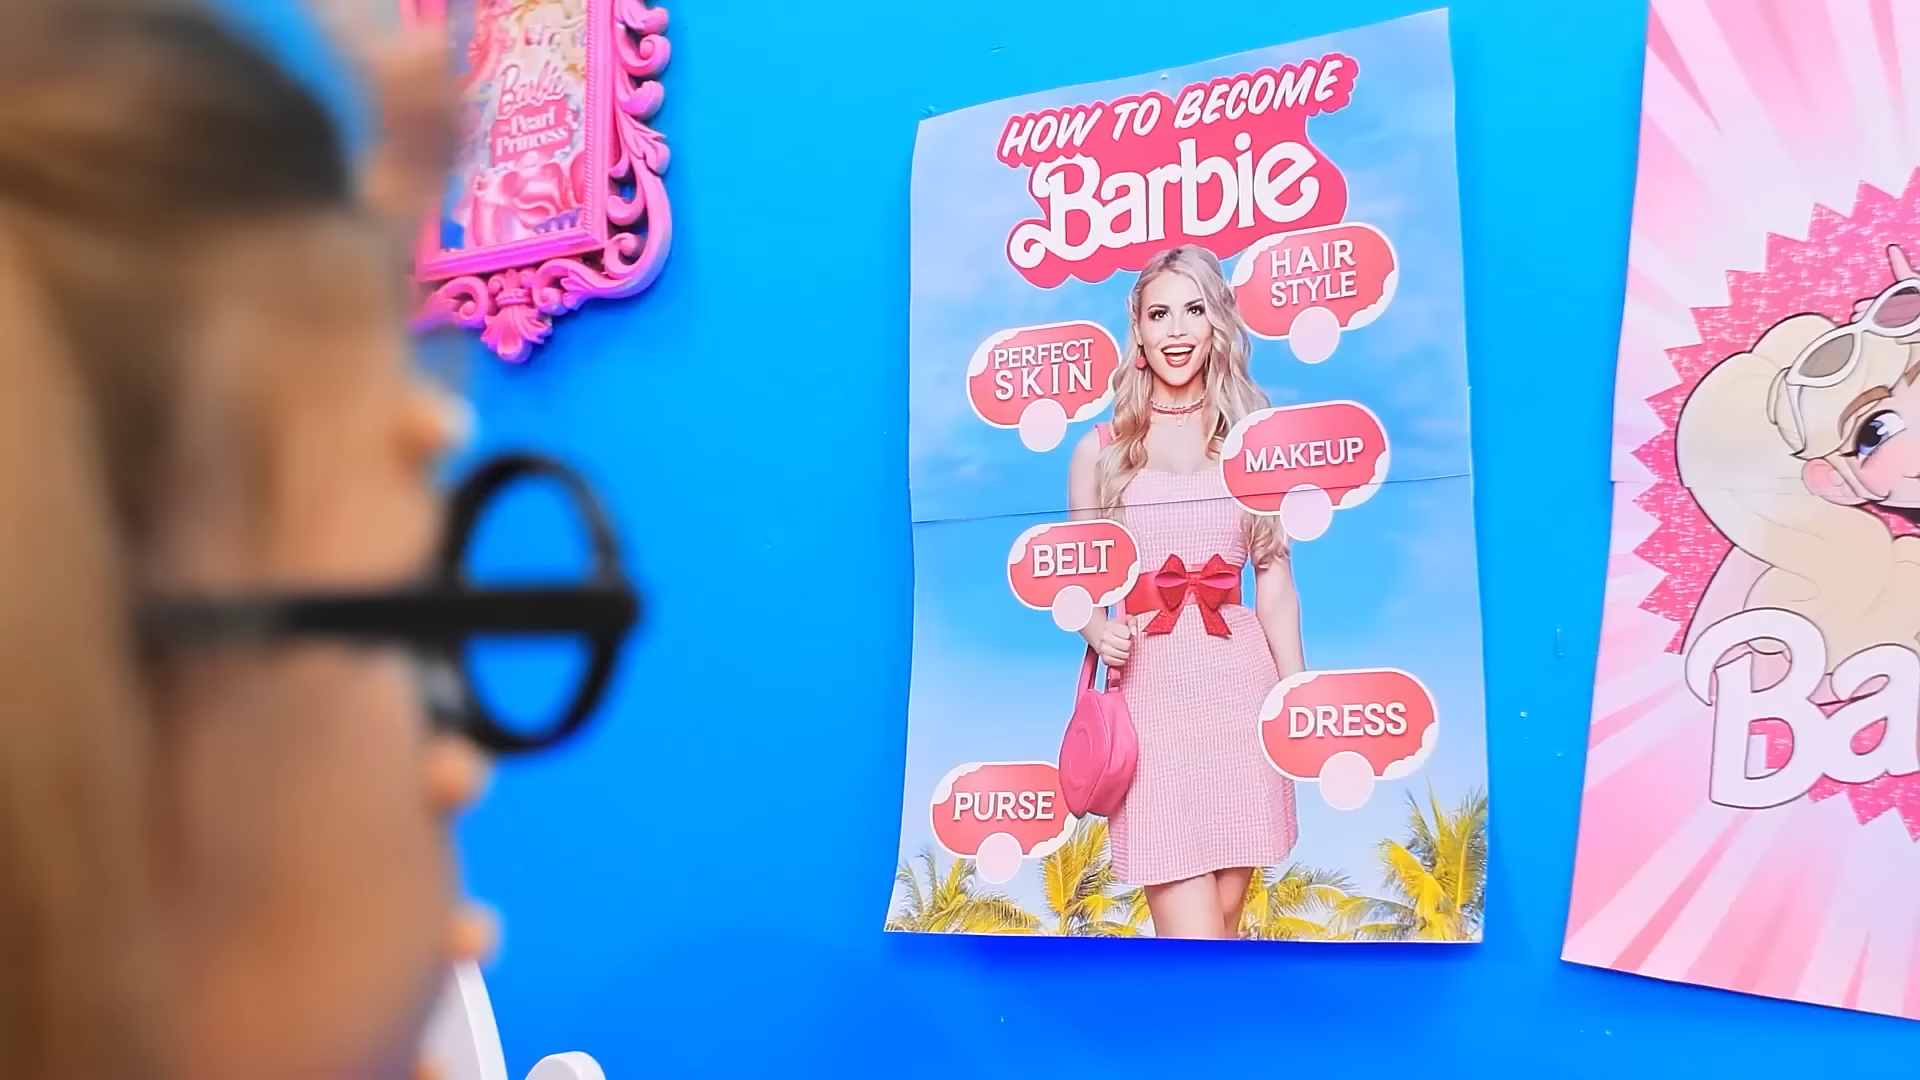 Barbie
Pearl
Princess
HOW TO BECOME
Barbie
HAIR
STYLE
PERFECT
SKIN
MAKEUP
BELT
DRESS
PURSE
Ba